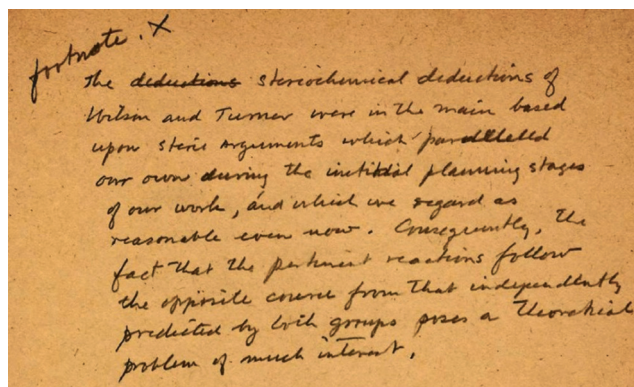 footnote. X
The deductions stereochemical deductions of
Wilson and Turner were in the main based
upon steric arguments which paralleled
our own during the initial planning stages
of our work, and which we regard as
reasonable even now. Consequently, the
fact that the pertinent reactions follow
the opposite course from that independently
predicted by both groups poses a theoretical
problem of much interest.